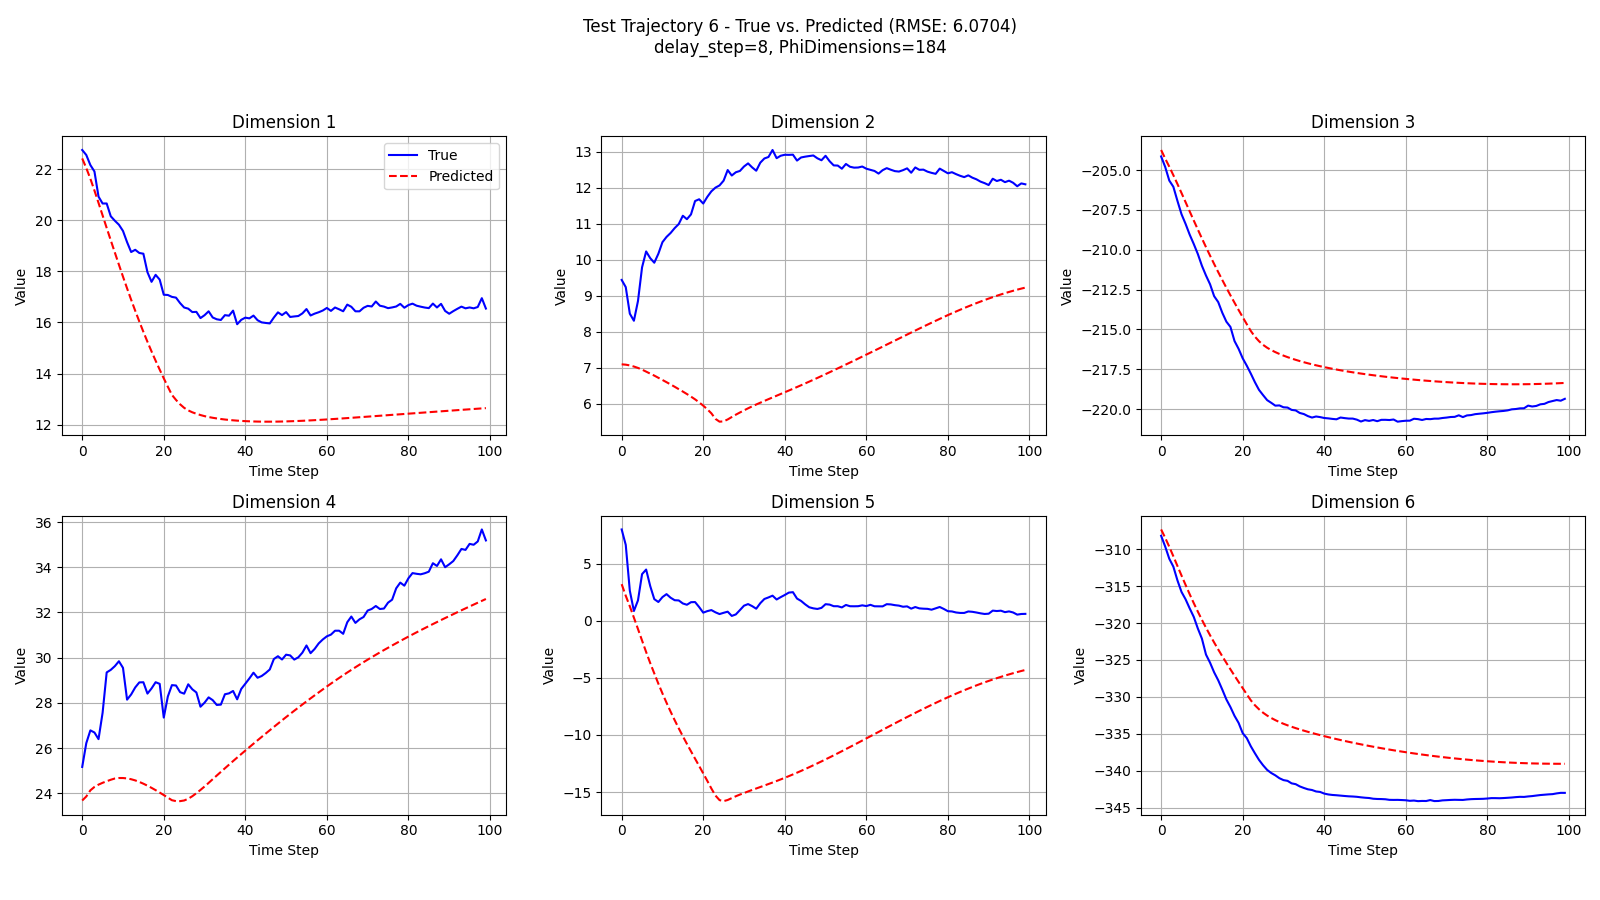 Test Trajectory 6 - True vs. Predicted (RMSE: 6.0704)
delay_step=8, PhiDimensions=184
Dimension 1
Value
22
20
18
16
14
12
True
Predicted
0 20 40 60 80 100
Time Step
Dimension 2
Value
13
12
11
10
9
8
7
6
0 20 40 60 80 100
Time Step
Dimension 3
Value
−205.0
−207.5
−210.0
−212.5
−215.0
−217.5
−220.0
0 20 40 60 80 100
Time Step
Dimension 4
Value
36
34
32
30
28
26
24
0 20 40 60 80 100
Time Step
Dimension 5
Value
5
0
−5
−10
−15
0 20 40 60 80 100
Time Step
Dimension 6
Value
−310
−315
−320
−325
−330
−335
−340
−345
0 20 40 60 80 100
Time Step